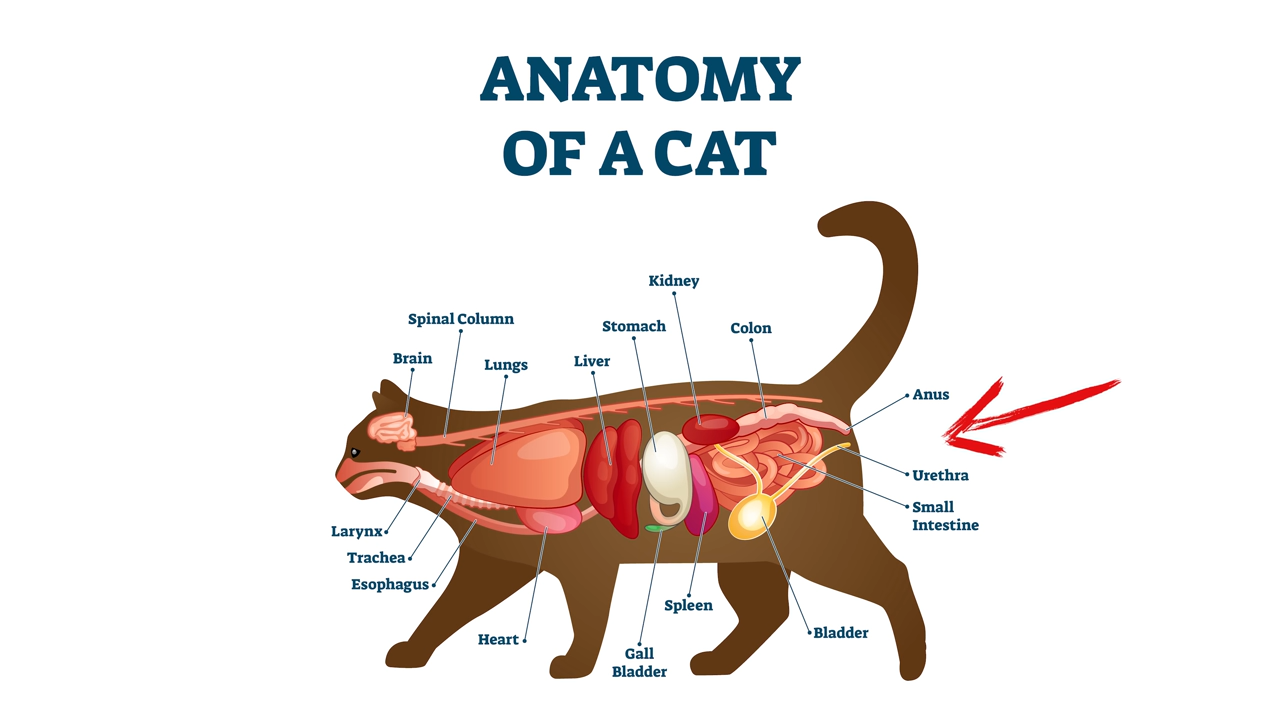 ANATOMY
OF A CAT
Kidney
Spinal Column
Stomach
Colon
Brain
Lungs
Liver
Anus
Urethra
Small
Intestine
Larynx
Trachea
Esophagus
Spleen
Heart
Bladder
Gall
Bladder